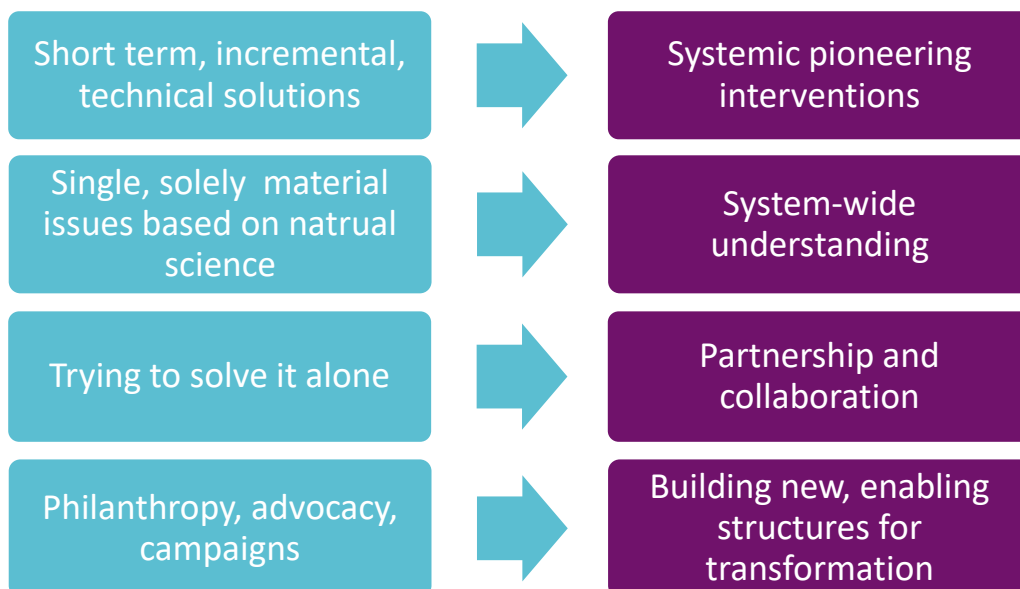 Short term, incremental,
technical solutions
Systemic pioneering
interventions
Single, solely  material
issues based on natrual
science
System-wide
understanding
Trying to solve it alone
Partnership and
collaboration
Philanthropy, advocacy,
campaigns
Building new, enabling
structures for
transformation